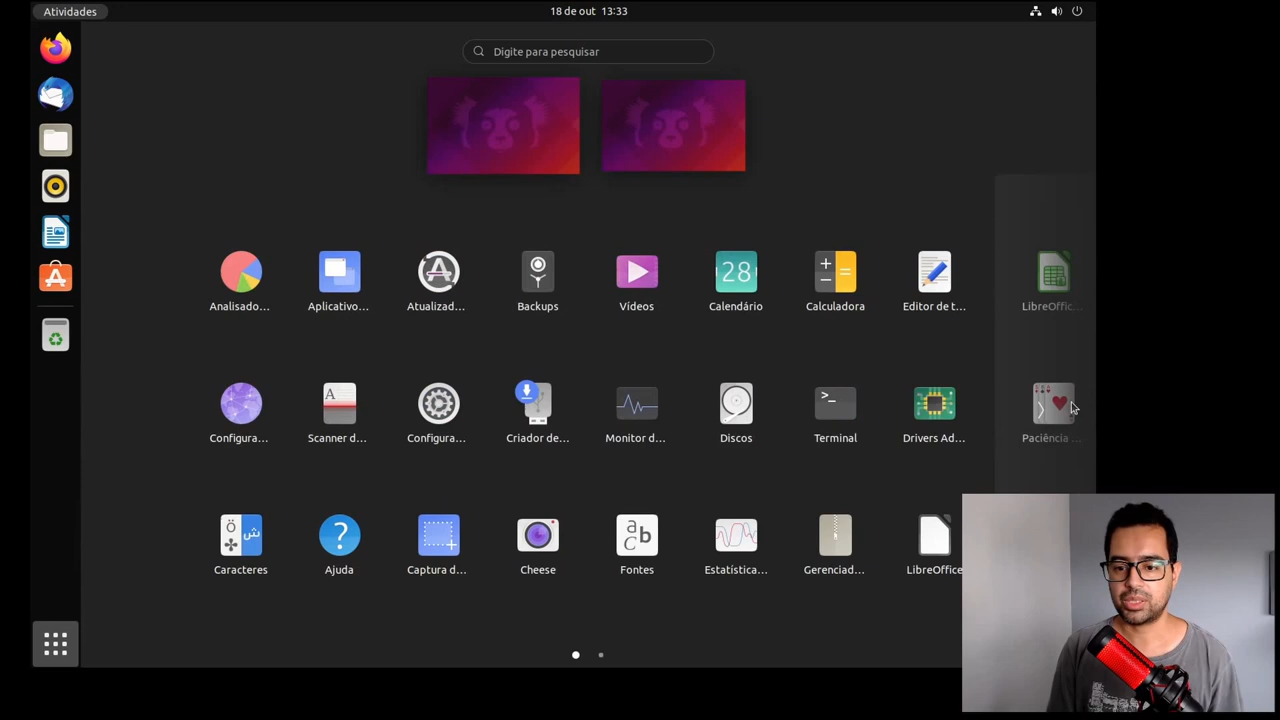 Atividades
18 de out 13:33
Digite para pesquisar
28
Analisado...
Aplicativo...
Atualizad...
Backups
Vídeos
Calendário
Calculadora
Editor de t...
LibreOffic...
A
>_
Configura...
Scanner d...
Configura...
Criador de...
Monitor d...
Discos
Terminal
Drivers Ad...
Paciência ...
Ö ش
?
a b c
Caracteres
Ajuda
Captura d...
Cheese
Fontes
Estatística...
Gerenciad...
LibreOffice